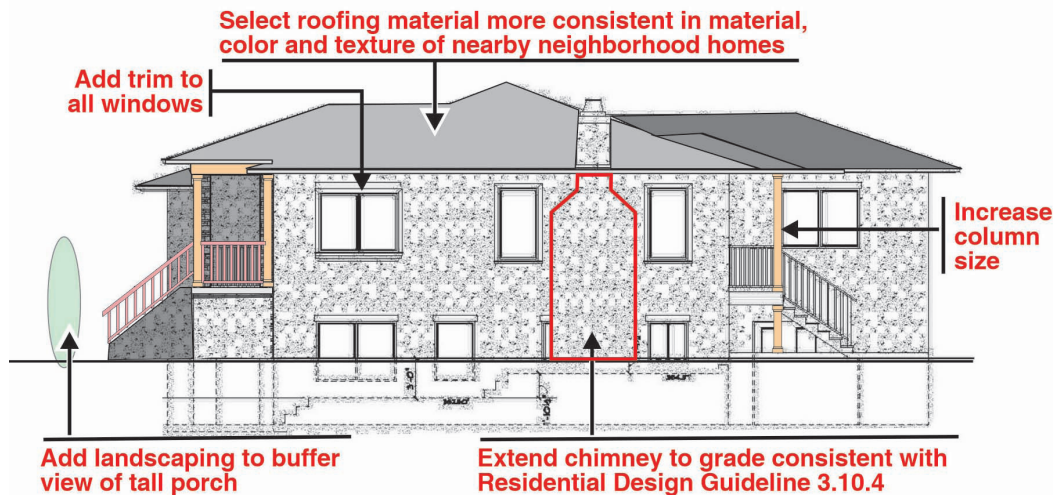 Select roofing material more consistent in material,
color and texture of nearby neighborhood homes
Add trim to
all windows
Increase
column
size
3'-0"
Add landscaping to buffer
view of tall porch
Extend chimney to grade consistent with
Residential Design Guideline 3.10.4